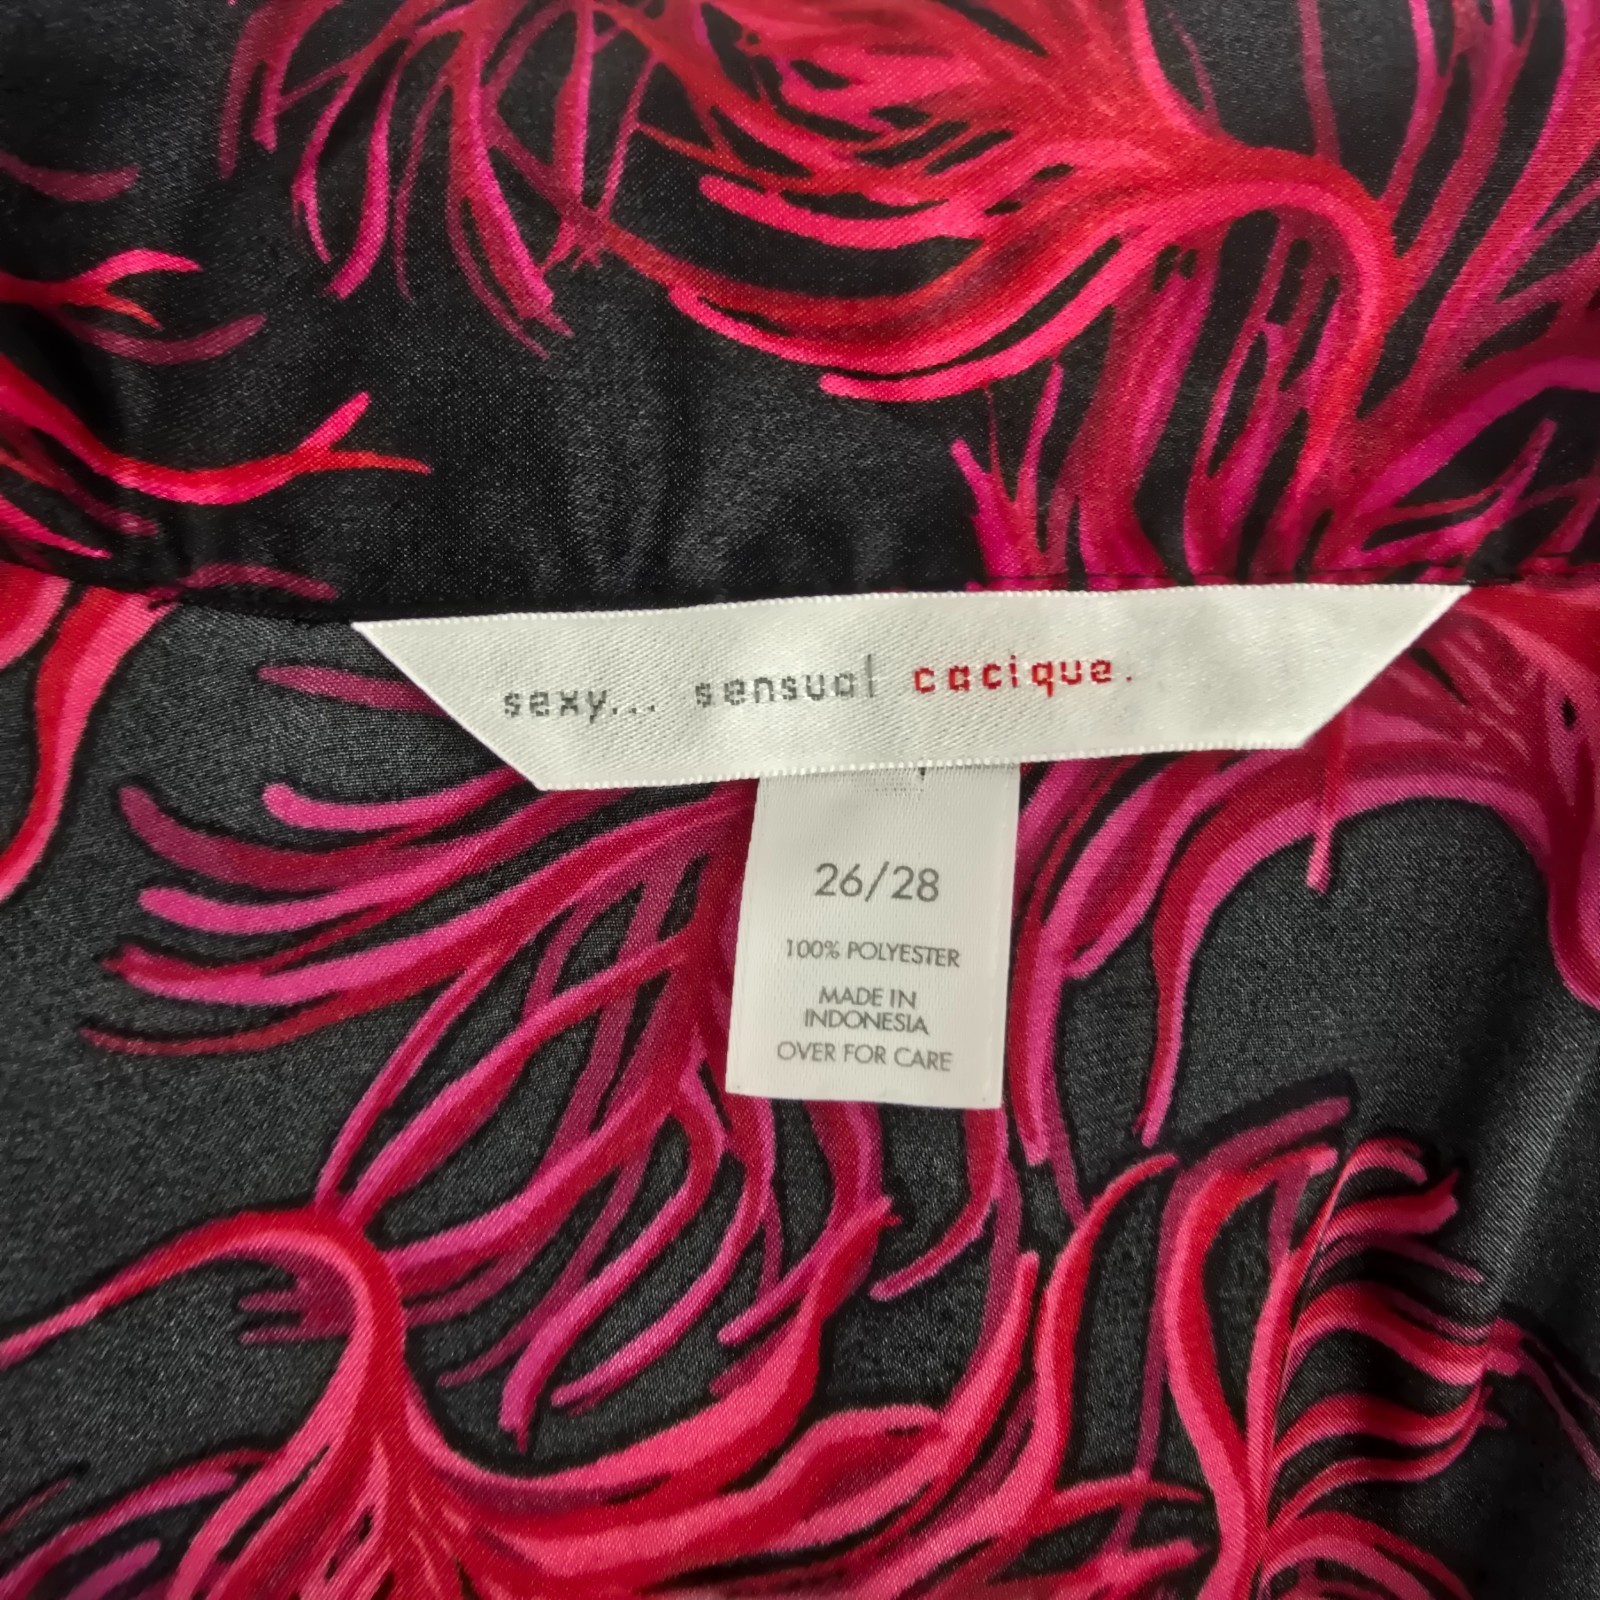 sexy... sensual cacique.
26/28
100% POLYESTER
MADE IN
INDONESIA
OVER FOR CARE